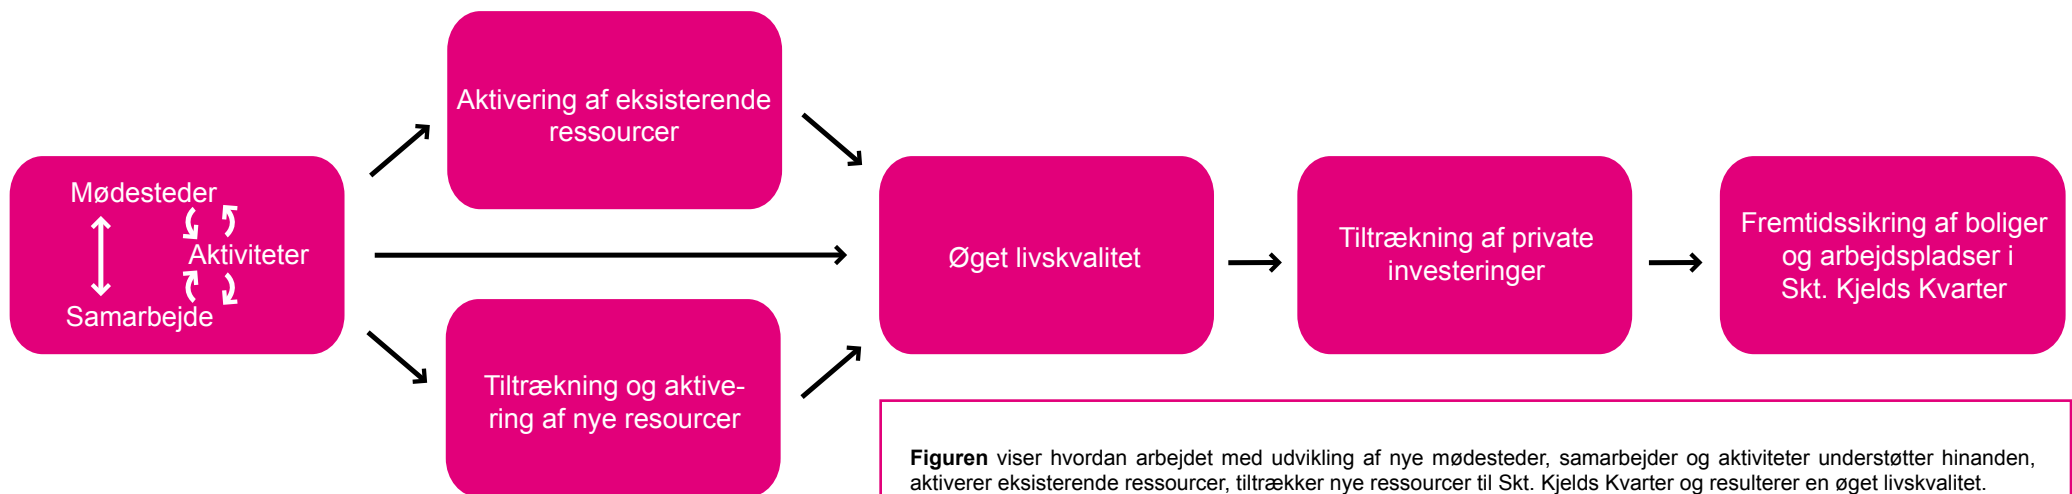 Mødesteder
Aktiviteter
Samarbejde
Aktivering af eksisterende
ressourcer
Tiltrækning og aktive-
ring af nye resourcer
Øget livskvalitet
Tiltrækning af private
investeringer
Fremtidssikring af boliger
og arbejdspladser i
Skt. Kjelds Kvarter
Figuren viser hvordan arbejdet med udvikling af nye mødesteder, samarbejder og aktiviteter understøtter hinanden,
aktiverer eksisterende ressourcer, tiltrækker nye ressourcer til Skt. Kjelds Kvarter og resulterer en øget livskvalitet.